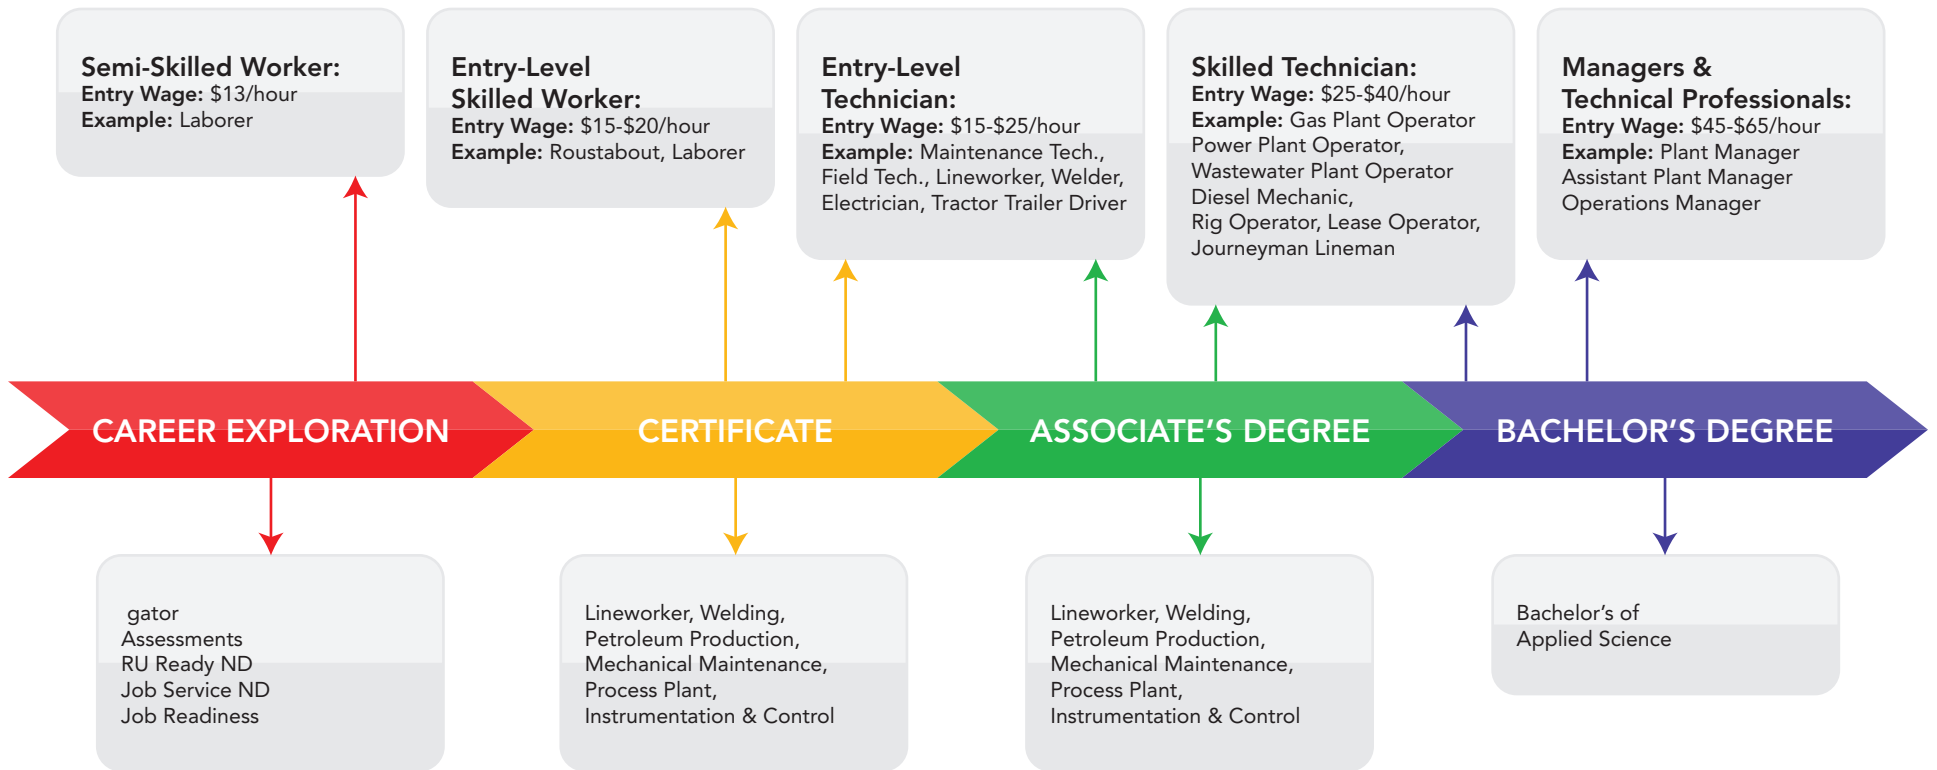 Semi-Skilled Worker:
Entry Wage: $13/hour
Example: Laborer
Entry-Level
Skilled Worker:
Entry Wage: $15-$20/hour
Example: Roustabout, Laborer
Entry-Level
Technician:
Entry Wage: $15-$25/hour
Example: Maintenance Tech.,
Field Tech., Lineworker, Welder,
Electrician, Tractor Trailer Driver
Skilled Technician:
Entry Wage: $25-$40/hour
Example: Gas Plant Operator
Power Plant Operator,
Wastewater Plant Operator
Diesel Mechanic,
Rig Operator, Lease Operator,
Journeyman Lineman
Managers &
Technical Professionals:
Entry Wage: $45-$65/hour
Example: Plant Manager
Assistant Plant Manager
Operations Manager
CAREER EXPLORATION
CERTIFICATE
ASSOCIATE'S DEGREE
BACHELOR'S DEGREE
gator
Assessments
RU Ready ND
Job Service ND
Job Readiness
Lineworker, Welding,
Petroleum Production,
Mechanical Maintenance,
Process Plant,
Instrumentation & Control
Lineworker, Welding,
Petroleum Production,
Mechanical Maintenance,
Process Plant,
Instrumentation & Control
Bachelor's of
Applied Science